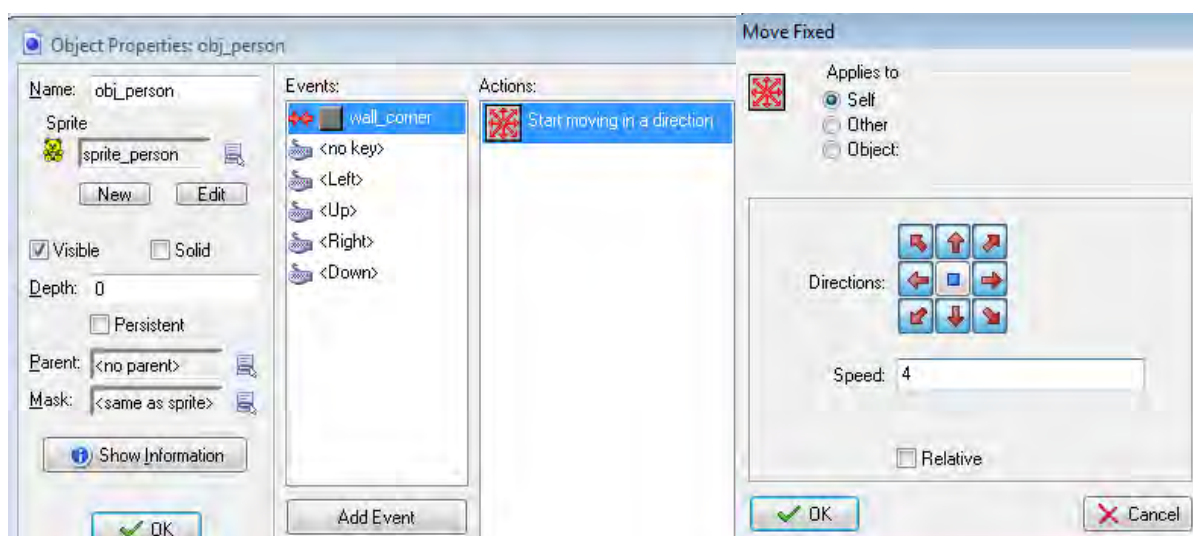 Object Properties: obj_person
Name: obj_person
Sprite
sprite_person
New Edit
Visible Solid
Depth: 0
Persistent
Parent: <no parent>
Mask: <same as sprite>
Show Information
OK
Events:
wall_corner
<no key>
<Left>
<Up>
<Right>
<Down>
Add Event
Actions:
Start moving in a direction
Move Fixed
Applies to
Self
Other
Object:
Directions:
Speed: 4
Relative
OK Cancel